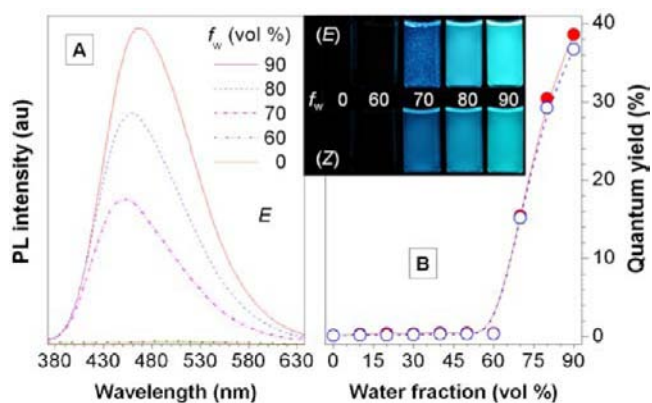 A
f_w (vol %)
90
80
70
60
0
E
PL intensity (au)
380 430 480 530 580 630
Wavelength (nm)
(E)
f_w 0 60 70 80 90
(Z)
B
40
30
20
10
0
Quantum yield (%)
0 15 30 45 60 75 90
Water fraction (vol %)